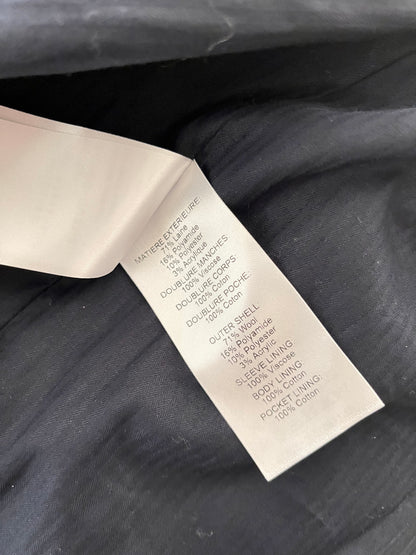 MATIÈRE EXTÉRIEURE:
71% Laine
16% Polyamide
10% Polyester
3% Acrylique
DOUBLURE MANCHES
100% Viscose
DOUBLURE CORPS:
100% Coton
DOUBLURE POCHE:
100% Coton
OUTER SHELL:
71% Wool
16% Polyamide
10% Polyester
3% Acrylic
SLEEVE LINING:
100% Viscose
BODY LINING:
100% Cotton
POCKET LINING:
100% Cotton